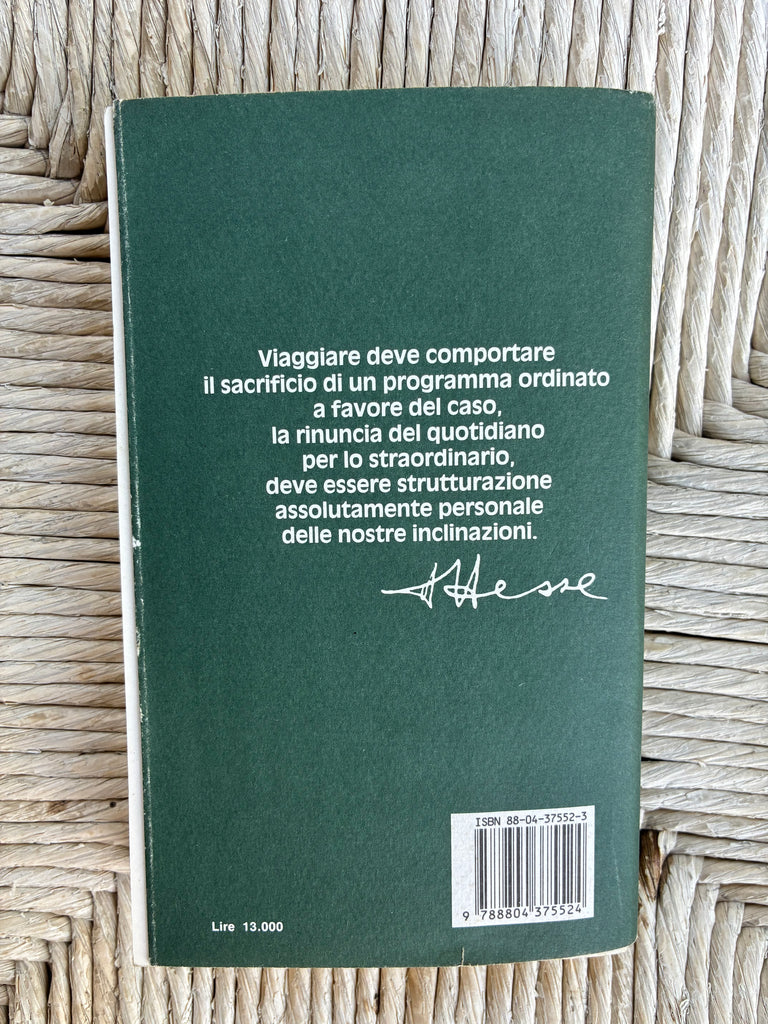 Viaggiare deve comportare
il sacrificio di un programma ordinato
a favore del caso,
la rinuncia del quotidiano
per lo straordinario,
deve essere strutturazione
assolutamente personale
delle nostre inclinazioni.
HHesse
ISBN 88-04-37552-3
9 788804 375524
Lire 13.000